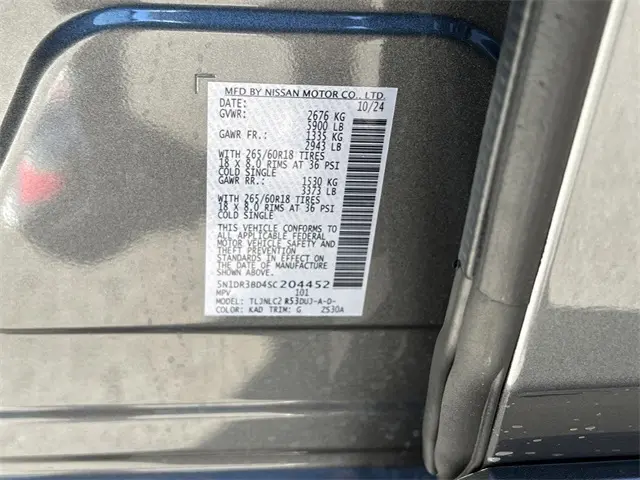 MFD BY NISSAN MOTOR CO., LTD.
DATE: 10/24
GVWR: 2676 KG
5900 LB
GAWR FR.: 1335 KG
2943 LB
WITH 265/60R18 TIRES
18 X 8.0 RIMS AT 36 PSI
COLD SINGLE
GAWR RR.: 1530 KG
3373 LB
WITH 265/60R18 TIRES
18 X 8.0 RIMS AT 36 PSI
COLD SINGLE
THIS VEHICLE CONFORMS TO
ALL APPLICABLE FEDERAL
MOTOR VEHICLE SAFETY AND
THEFT PREVENTION
STANDARDS IN EFFECT ON THE
DATE OF MANUFACTURE
SHOWN ABOVE.
5N1DR3BD4SC204452
MPV 101
MODEL: TLJNLC2 R53DUJ-A-D-
COLOR: KAD TRIM: G ZS30A